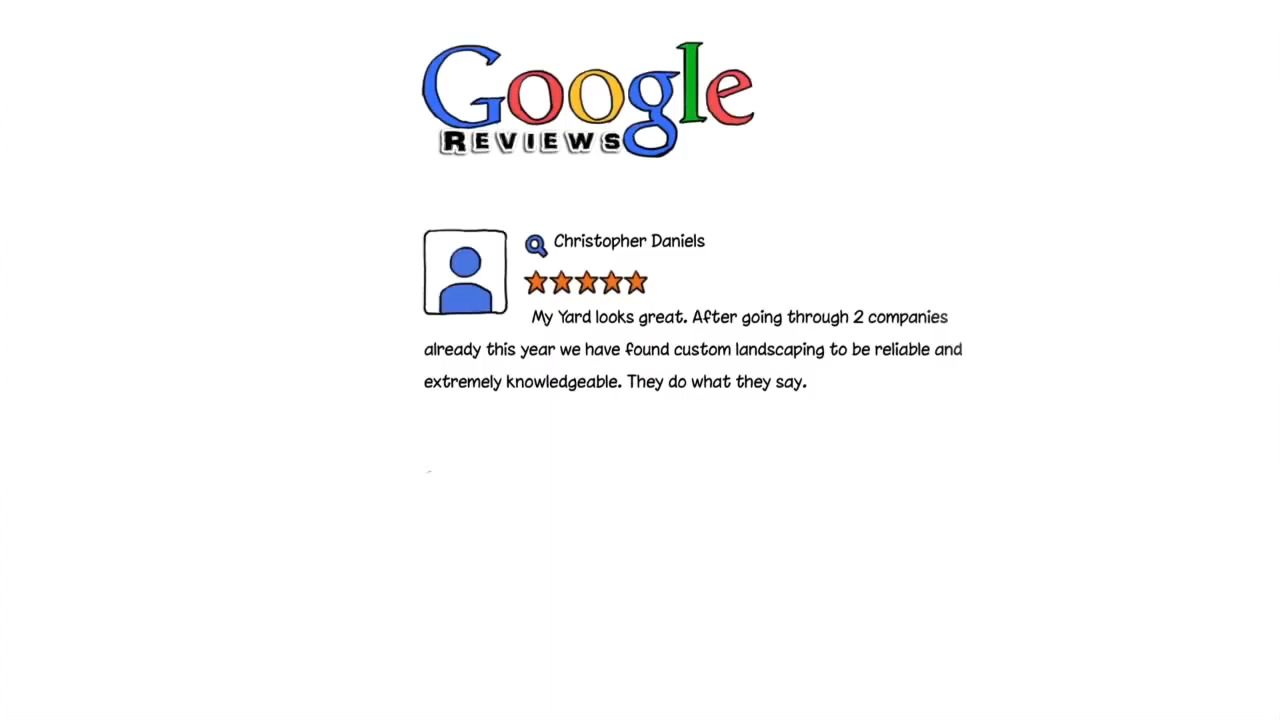 Google
REVIEWS
Christopher Daniels
My Yard looks great. After going through 2 companies
already this year we have found custom landscaping to be reliable and
extremely knowledgeable. They do what they say.